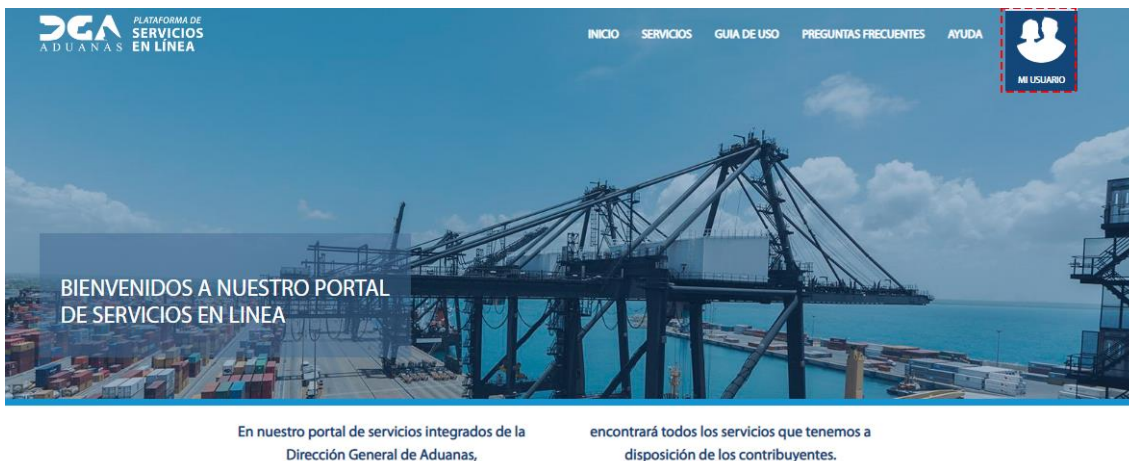 DGA
ADUANAS
PLATAFORMA DE
SERVICIOS
EN LÍNEA
INICIO SERVICIOS GUIA DE USO PREGUNTAS FRECUENTES AYUDA
MI USUARIO
BIENVENIDOS A NUESTRO PORTAL
DE SERVICIOS EN LINEA
En nuestro portal de servicios integrados de la
Dirección General de Aduanas,
encontrará todos los servicios que tenemos a
disposición de los contribuyentes.